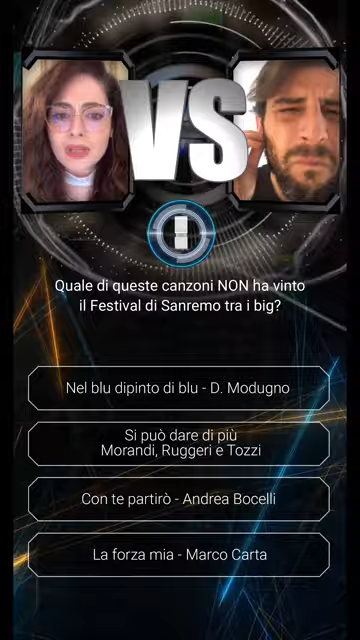 VS
Quale di queste canzoni NON ha vinto
il Festival di Sanremo tra i big?
Nel blu dipinto di blu - D. Modugno
Si può dare di più
Morandi, Ruggeri e Tozzi
Con te partirò - Andrea Bocelli
La forza mia - Marco Carta